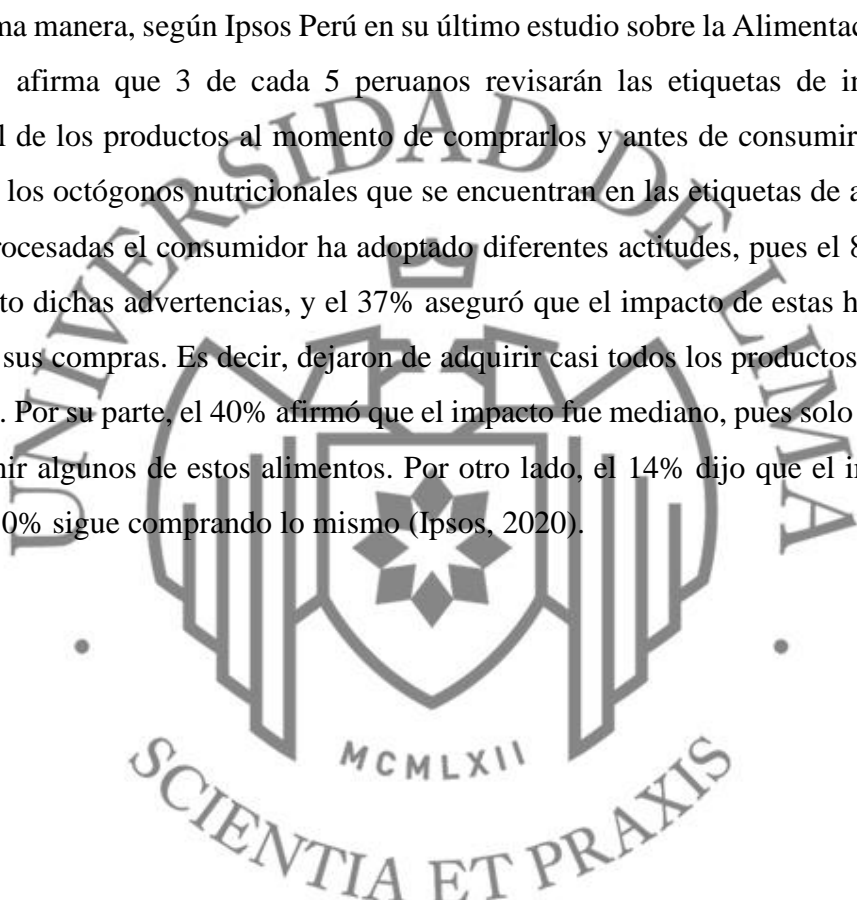 ma manera, según Ipsos Perú en su último estudio sobre la Alimentac
afirma que 3 de cada 5 peruanos revisarán las etiquetas de in
l de los productos al momento de comprarlos y antes de consumir
los octógonos nutricionales que se encuentran en las etiquetas de a
rocesadas el consumidor ha adoptado diferentes actitudes, pues el 8
to dichas advertencias, y el 37% aseguró que el impacto de estas h
sus compras. Es decir, dejaron de adquirir casi todos los productos
. Por su parte, el 40% afirmó que el impacto fue mediano, pues solo
nir algunos de estos alimentos. Por otro lado, el 14% dijo que el in
0% sigue comprando lo mismo (Ipsos, 2020).
UNIVERSIDAD DE LIMA
MCMLXII
SCIENTIA ET PRAXIS